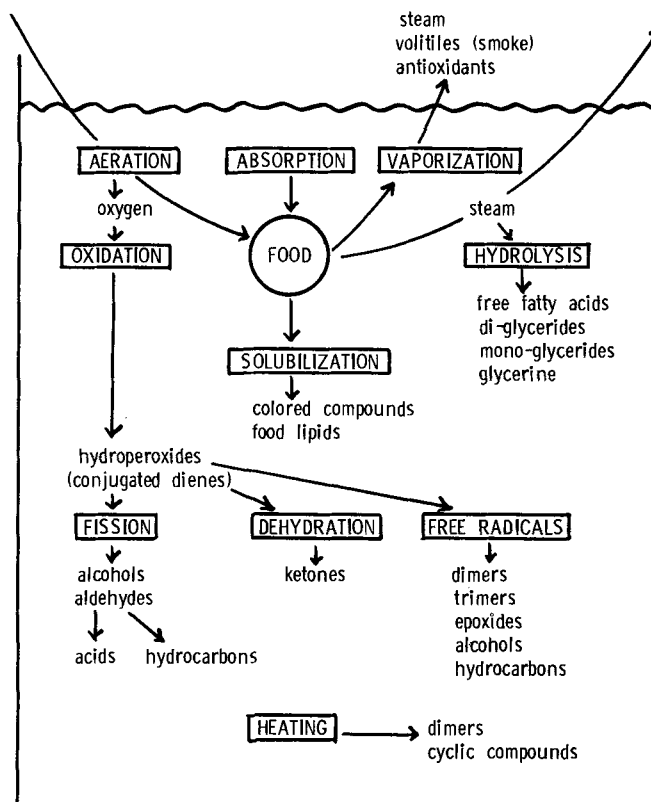 steam
volitiles (smoke)
antioxidants
AERATION
ABSORPTION
VAPORIZATION
oxygen
steam
OXIDATION
FOOD
HYDROLYSIS
free fatty acids
di-glycerides
mono-glycerides
glycerine
SOLUBILIZATION
colored compounds
food lipids
hydroperoxides
(conjugated dienes)
FISSION
DEHYDRATION
FREE RADICALS
alcohols
aldehydes
acids
hydrocarbons
ketones
dimers
trimers
epoxides
alcohols
hydrocarbons
HEATING
dimers
cyclic compounds